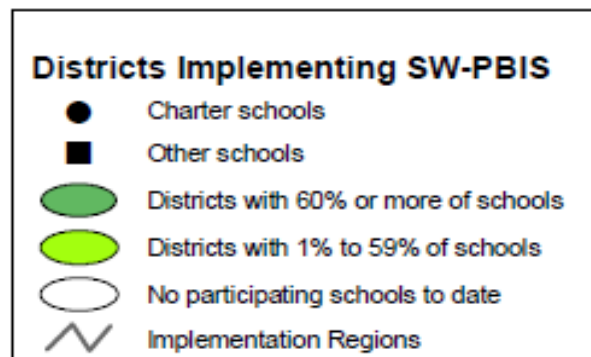 Districts Implementing SW-PBIS
Charter schools
Other schools
Districts with 60% or more of schools
Districts with 1% to 59% of schools
No participating schools to date
Implementation Regions